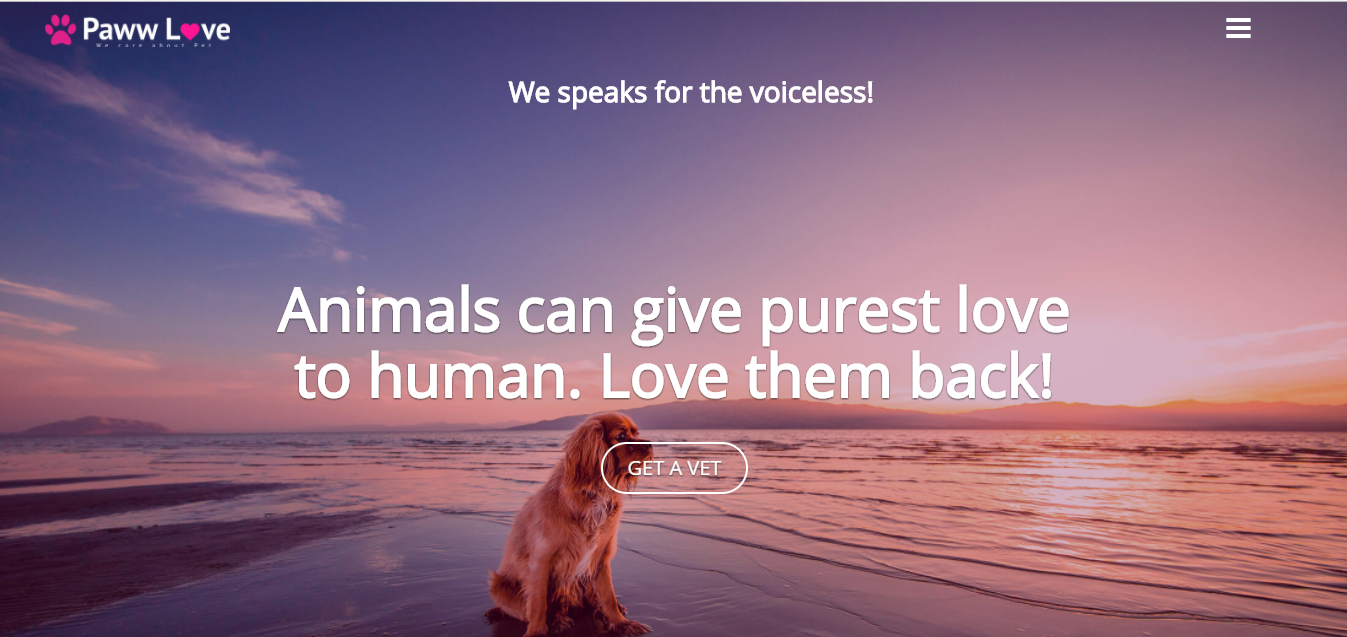 Paww Love
We care about Pet
We speaks for the voiceless!
Animals can give purest love
to human. Love them back!
GET A VET